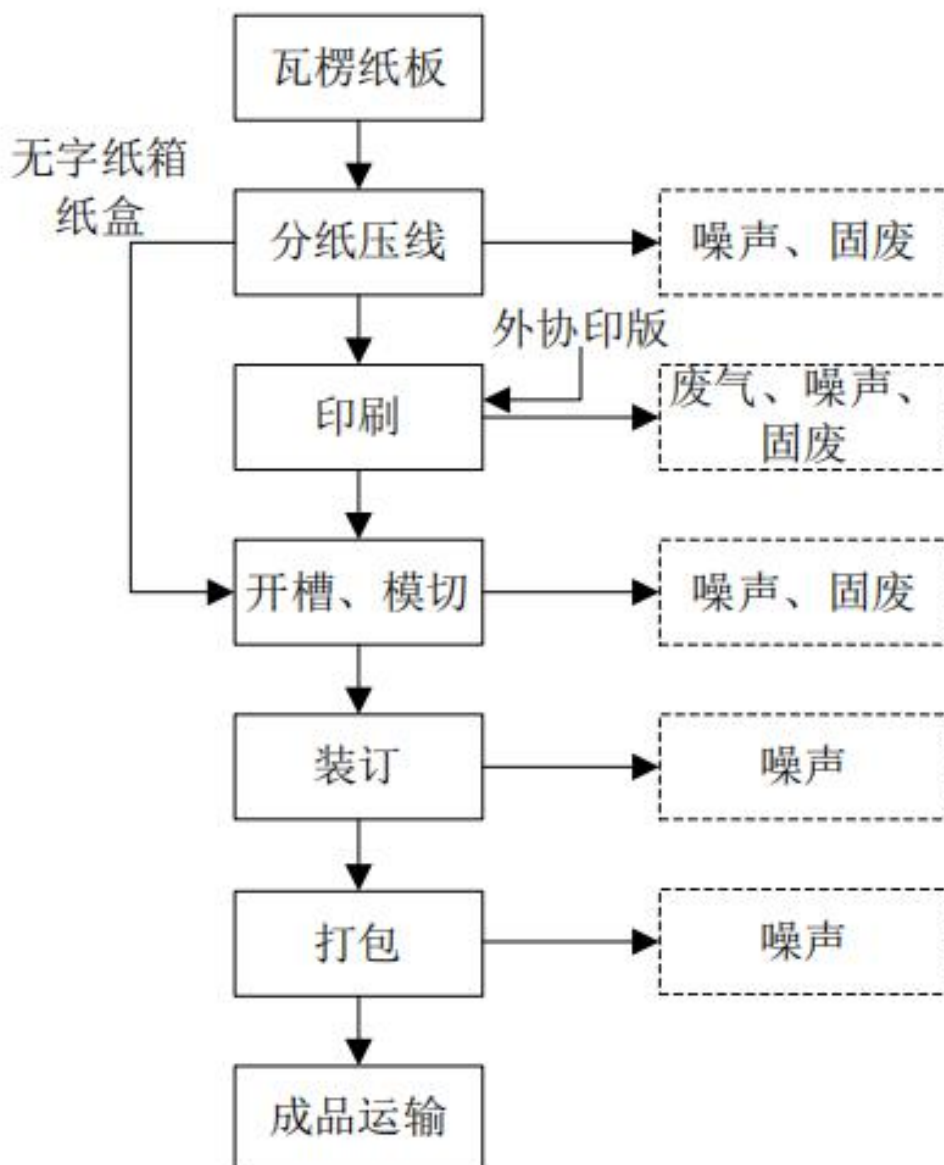 瓦楞纸板
无字纸箱
纸盒
分纸压线
噪声、固废
外协印版
印刷
废气、噪声、
固废
开槽、模切
噪声、固废
装订
噪声
打包
噪声
成品运输